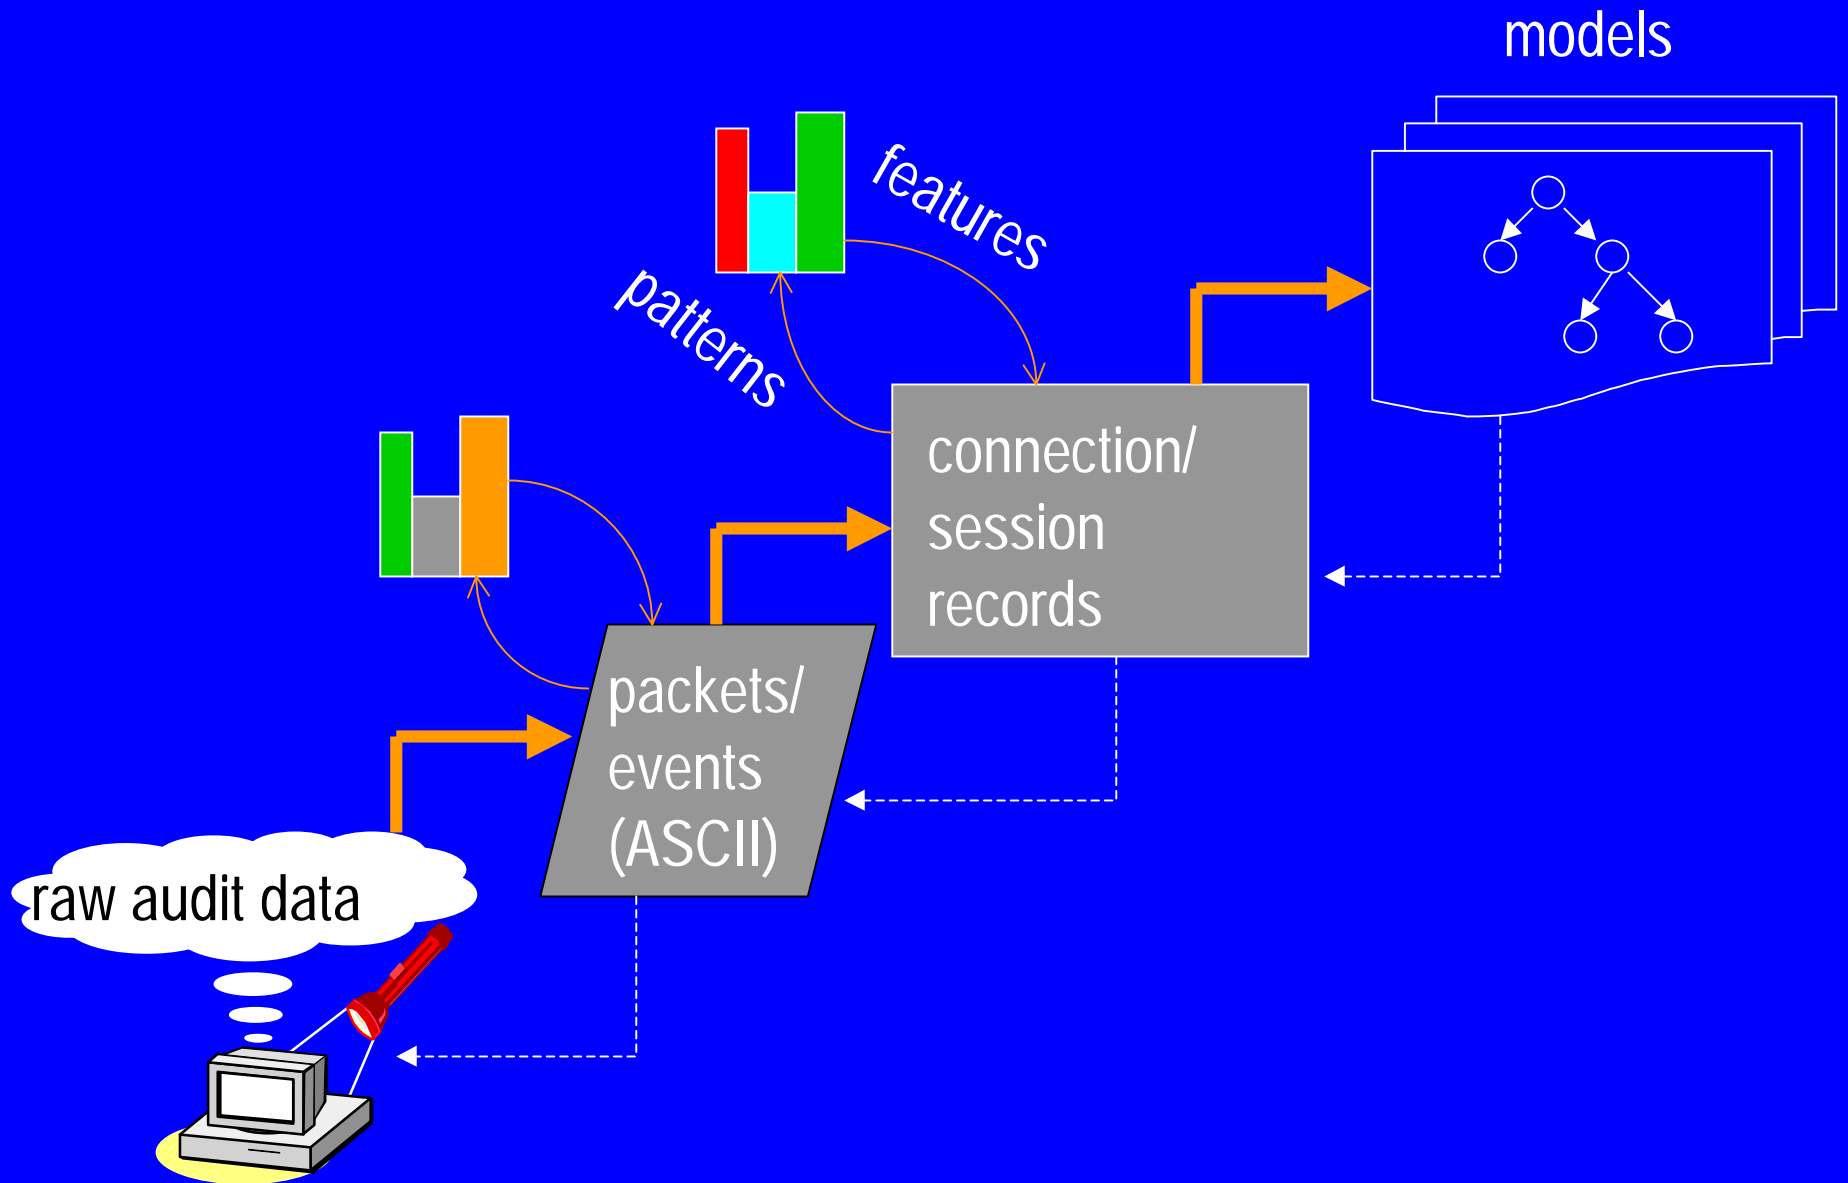 models
features
patterns
connection/
session
records
packets/
events
(ASCII)
raw audit data